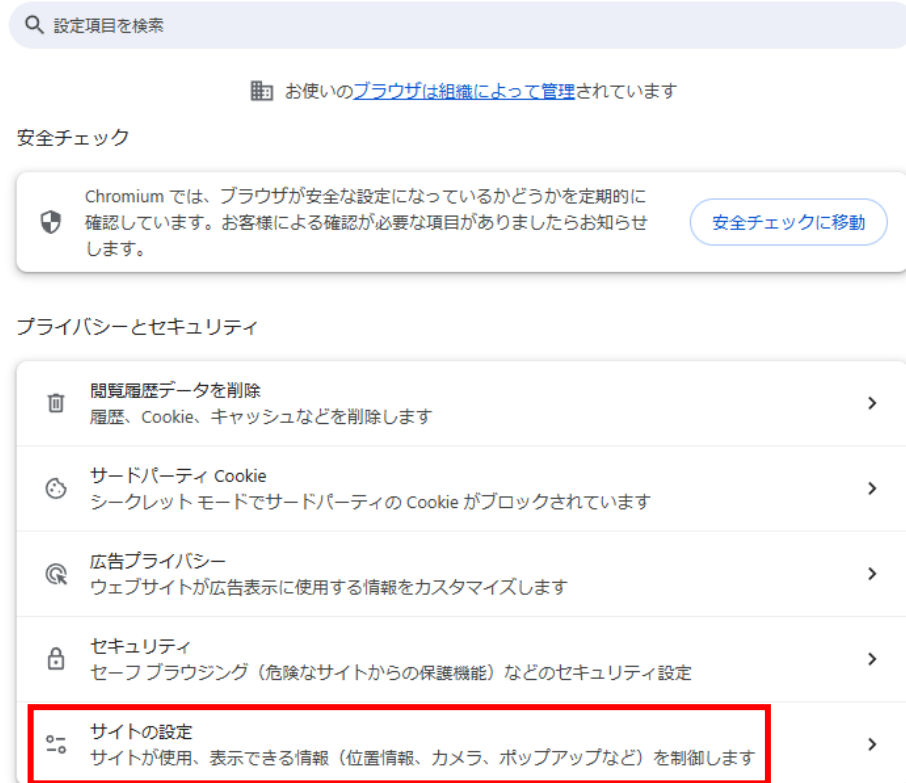 設定項目を検索
お使いのブラウザは組織によって管理されています
安全チェック
Chromium では、ブラウザが安全な設定になっているかどうかを定期的に
確認しています。お客様による確認が必要な項目がありましたらお知らせ
します。
安全チェックに移動
プライバシーとセキュリティ
閲覧履歴データを削除
履歴、Cookie、キャッシュなどを削除します
サードパーティ Cookie
シークレット モードでサードパーティの Cookie がブロックされています
広告プライバシー
ウェブサイトが広告表示に使用する情報をカスタマイズします
セキュリティ
セーフ ブラウジング（危険なサイトからの保護機能）などのセキュリティ設定
サイトの設定
サイトが使用、表示できる情報（位置情報、カメラ、ポップアップなど）を制御します